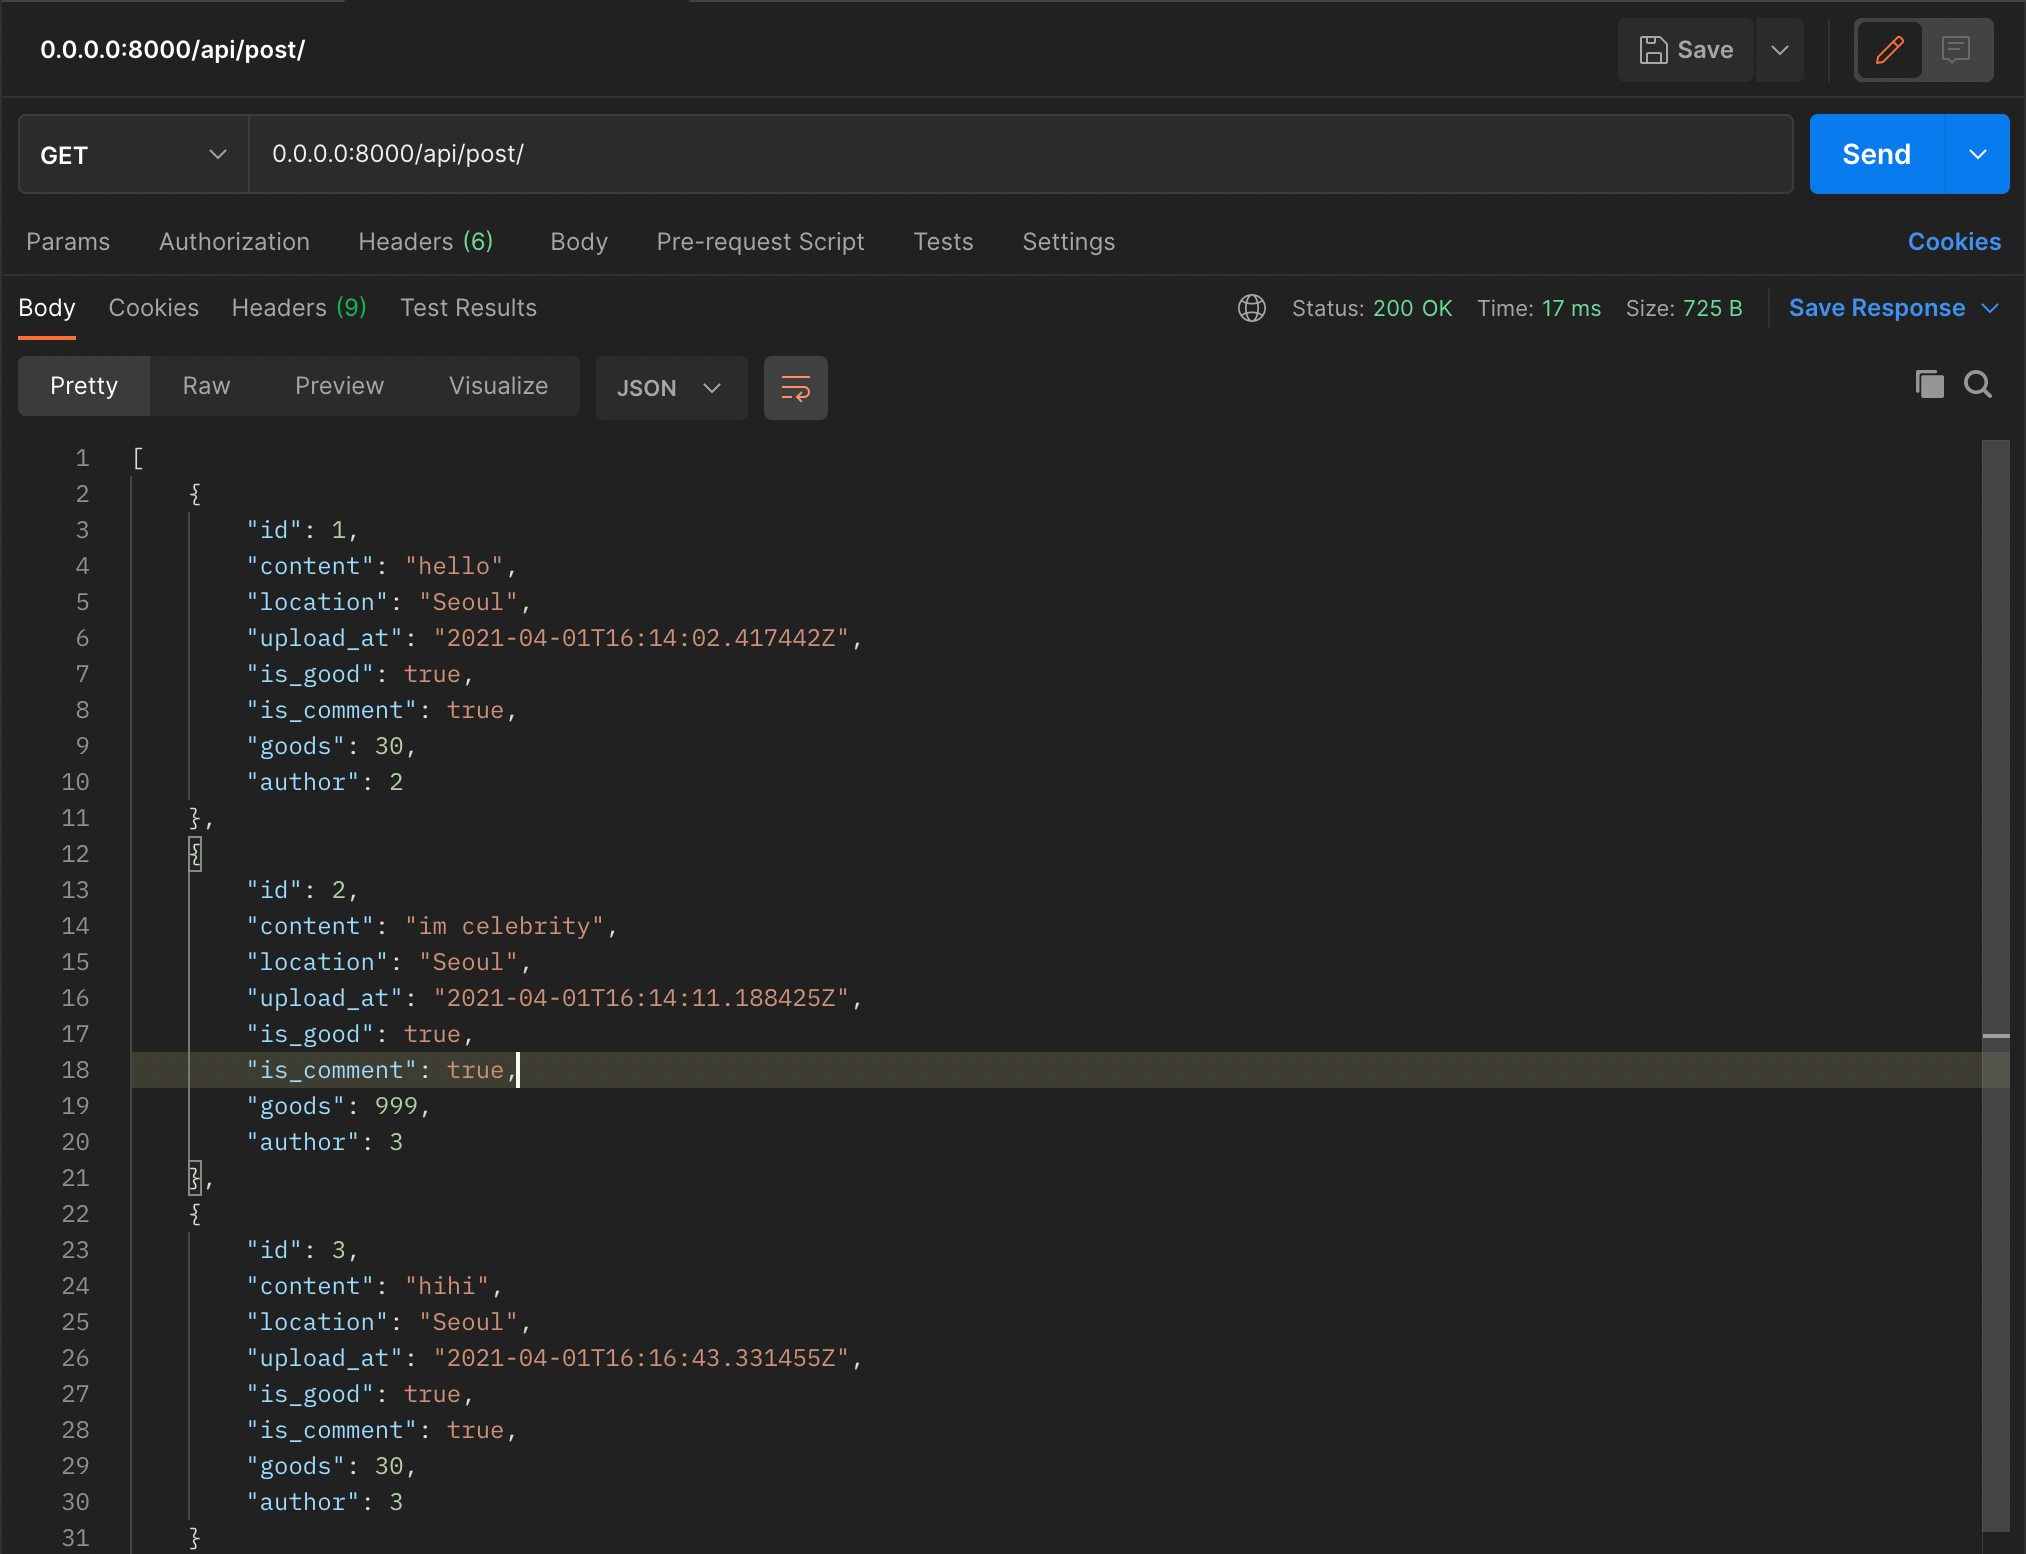 0.0.0.0:8000/api/post/ Save
GET 0.0.0.0:8000/api/post/ Send
Params Authorization Headers (6) Body Pre-request Script Tests Settings Cookies
Body Cookies Headers (9) Test Results Status: 200 OK Time: 17 ms Size: 725 B Save Response
Pretty Raw Preview Visualize JSON
1 [
2 {
3 "id": 1,
4 "content": "hello",
5 "location": "Seoul",
6 "upload_at": "2021-04-01T16:14:02.417442Z",
7 "is_good": true,
8 "is_comment": true,
9 "goods": 30,
10 "author": 2
11 },
12 {
13 "id": 2,
14 "content": "im celebrity",
15 "location": "Seoul",
16 "upload_at": "2021-04-01T16:14:11.188425Z",
17 "is_good": true,
18 "is_comment": true,
19 "goods": 999,
20 "author": 3
21 },
22 {
23 "id": 3,
24 "content": "hihi",
25 "location": "Seoul",
26 "upload_at": "2021-04-01T16:16:43.331455Z",
27 "is_good": true,
28 "is_comment": true,
29 "goods": 30,
30 "author": 3
31 }